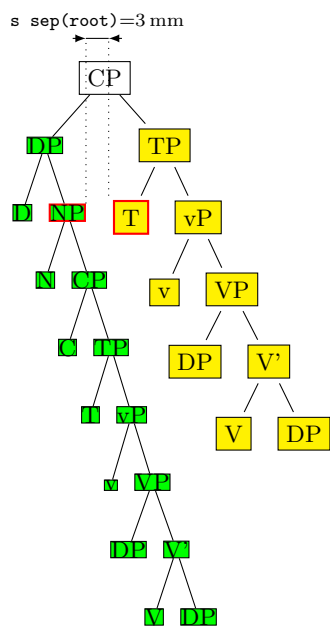 s sep(root)=3 mm
CP
DP TP
D NP T vP
N CP v VP
C TP DP V'
T vP V DP
v VP
DP V'
V DP